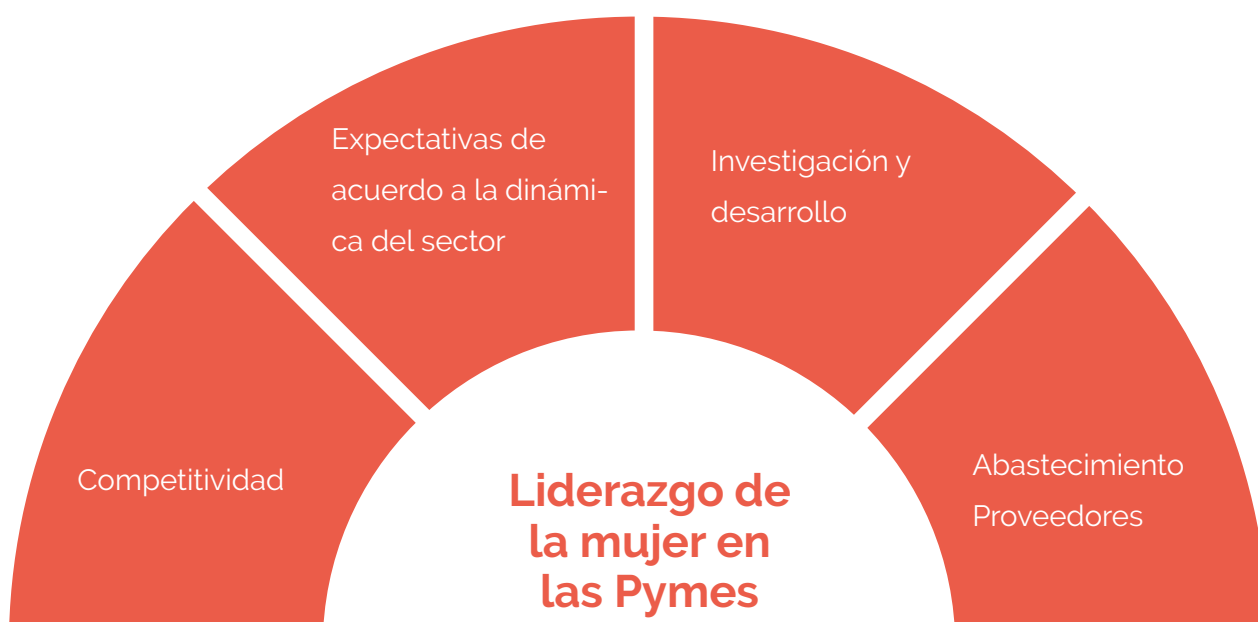 Expectativas de
acuerdo a la dinámi-
ca del sector
Investigación y
desarrollo
Competitividad
Abastecimiento
Proveedores
Liderazgo de
la mujer en
las Pymes